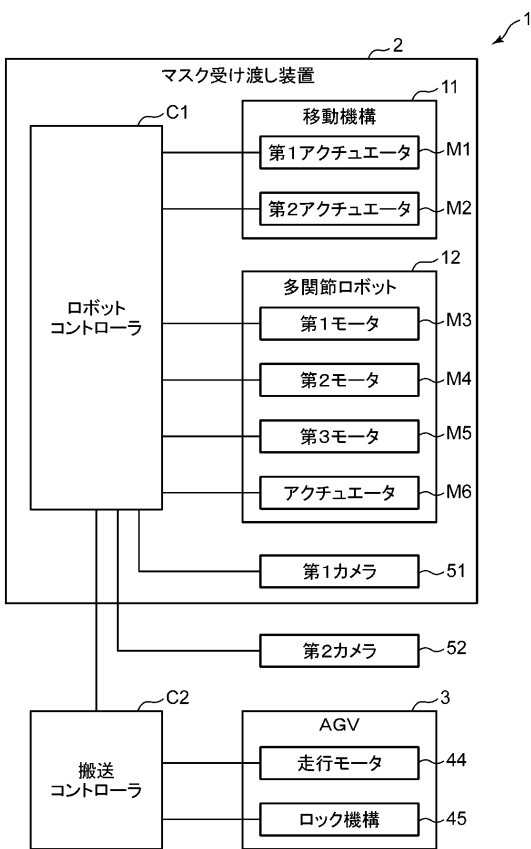 1
2
マスク受け渡し装置
C1
ロボット
コントローラ
11
移動機構
第1アクチュエータ
M1
第2アクチュエータ
M2
12
多関節ロボット
第1モータ
M3
第2モータ
M4
第3モータ
M5
アクチュエータ
M6
第1カメラ
51
第2カメラ
52
C2
搬送
コントローラ
3
AGV
走行モータ
44
ロック機構
45